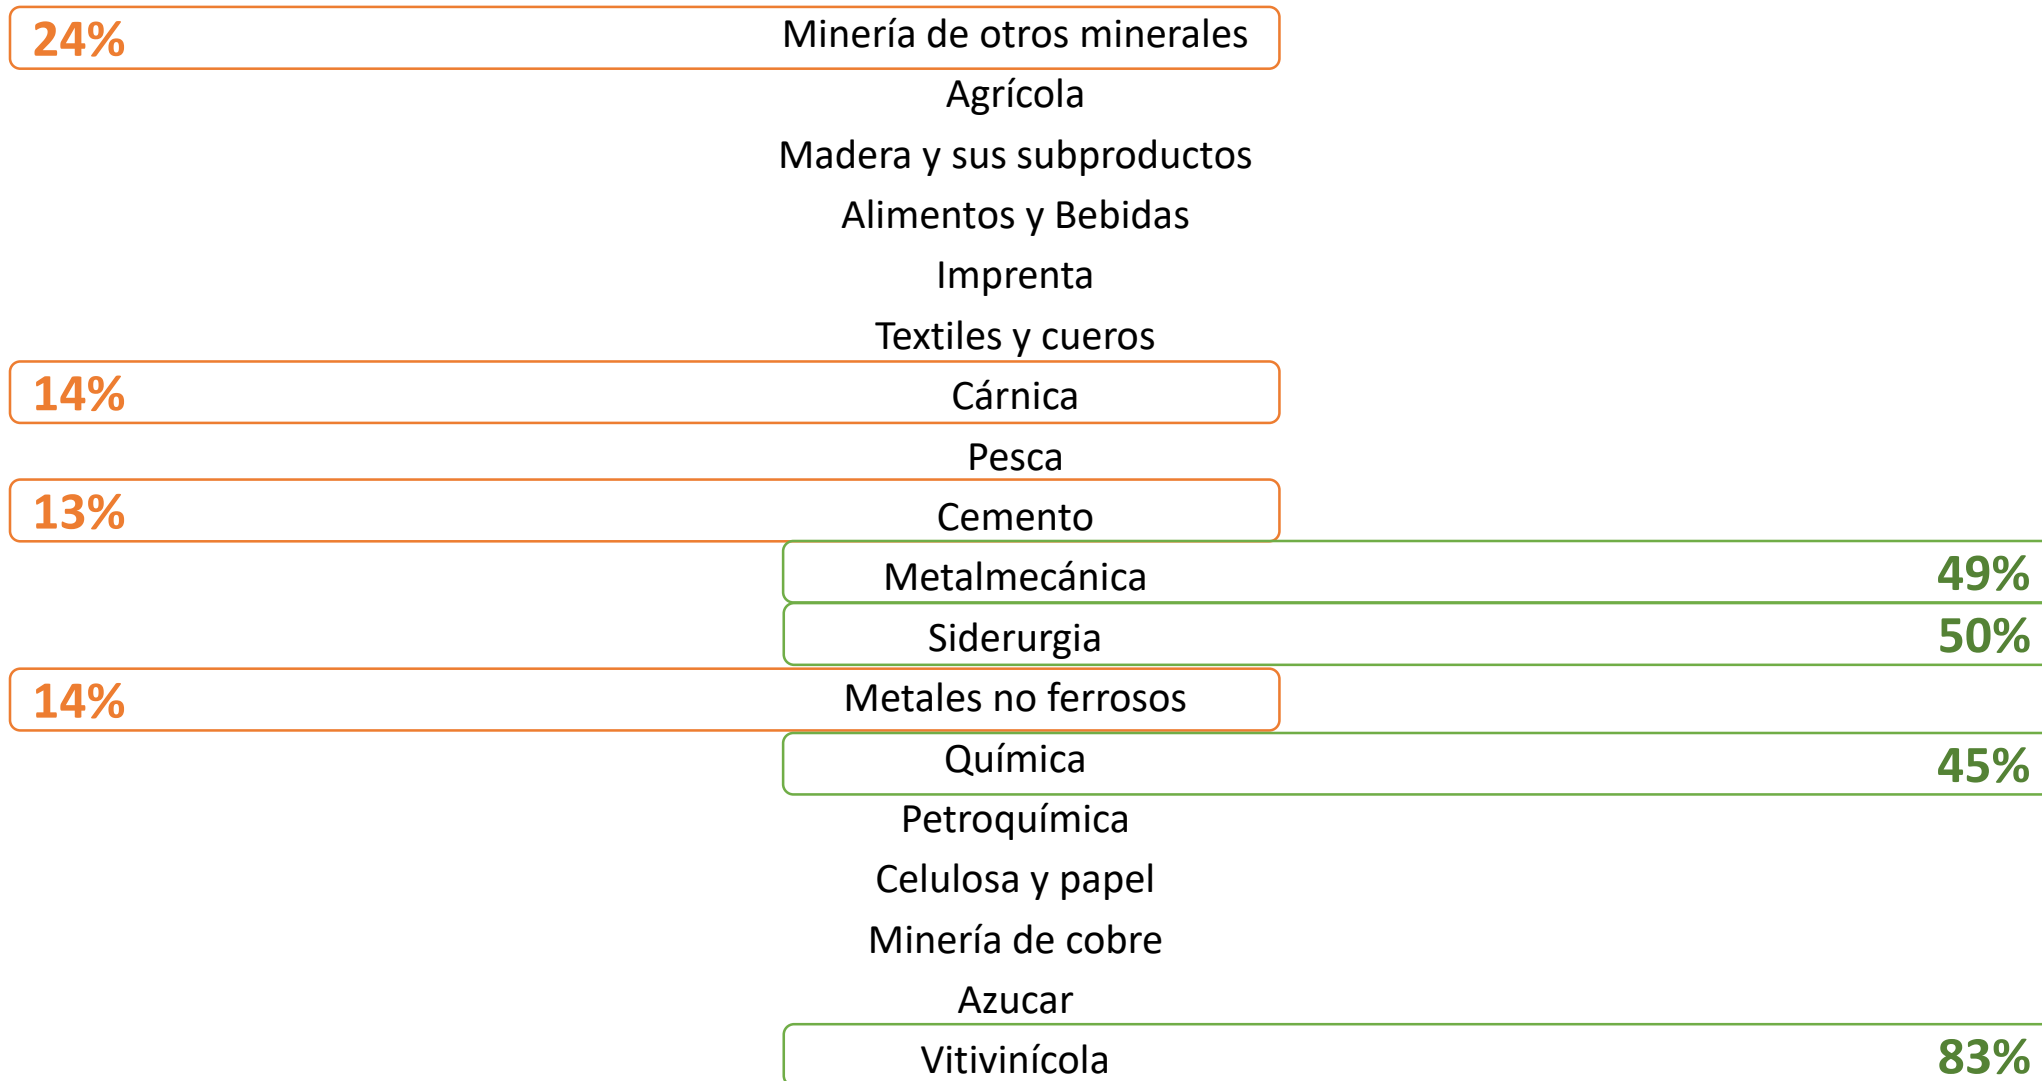 24% Minería de otros minerales
Agrícola
Madera y sus subproductos
Alimentos y Bebidas
Imprenta
Textiles y cueros
14% Cárnica
Pesca
13% Cemento
Metalmecánica 49%
Siderurgia 50%
14% Metales no ferrosos
Química 45%
Petroquímica
Celulosa y papel
Minería de cobre
Azucar
Vitivinícola 83%